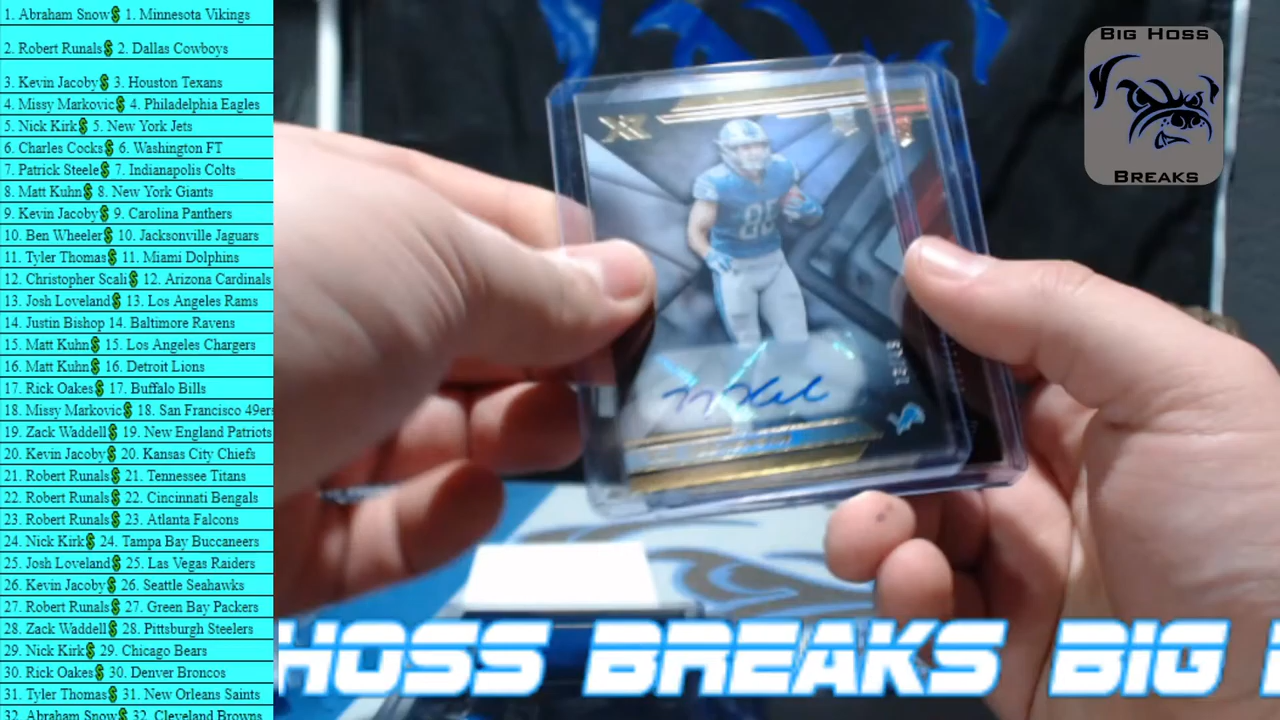 1. Abraham Snow💲 1. Minnesota Vikings
2. Robert Runals💲 2. Dallas Cowboys
3. Kevin Jacoby💲 3. Houston Texans
4. Missy Markovic💲 4. Philadelphia Eagles
5. Nick Kirk💲 5. New York Jets
6. Charles Cocks💲 6. Washington FT
7. Patrick Steele💲 7. Indianapolis Colts
8. Matt Kuhn💲 8. New York Giants
9. Kevin Jacoby💲 9. Carolina Panthers
10. Ben Wheeler💲 10. Jacksonville Jaguars
11. Tyler Thomas💲 11. Miami Dolphins
12. Christopher Scali💲 12. Arizona Cardinals
13. Josh Loveland💲 13. Los Angeles Rams
14. Justin Bishop 14. Baltimore Ravens
15. Matt Kuhn💲 15. Los Angeles Chargers
16. Matt Kuhn💲 16. Detroit Lions
17. Rick Oakes💲 17. Buffalo Bills
18. Missy Markovic💲 18. San Francisco 49ers
19. Zack Waddell💲 19. New England Patriots
20. Kevin Jacoby💲 20. Kansas City Chiefs
21. Robert Runals💲 21. Tennessee Titans
22. Robert Runals💲 22. Cincinnati Bengals
23. Robert Runals💲 23. Atlanta Falcons
24. Nick Kirk💲 24. Tampa Bay Buccaneers
25. Josh Loveland💲 25. Las Vegas Raiders
26. Kevin Jacoby💲 26. Seattle Seahawks
27. Robert Runals💲 27. Green Bay Packers
28. Zack Waddell💲 28. Pittsburgh Steelers
29. Nick Kirk💲 29. Chicago Bears
30. Rick Oakes💲 30. Denver Broncos
31. Tyler Thomas💲 31. New Orleans Saints
32. Abraham Snow💲 32. Cleveland Browns
BIG HOSS
BREAKS
XR
88
HOSS BREAKS BIG